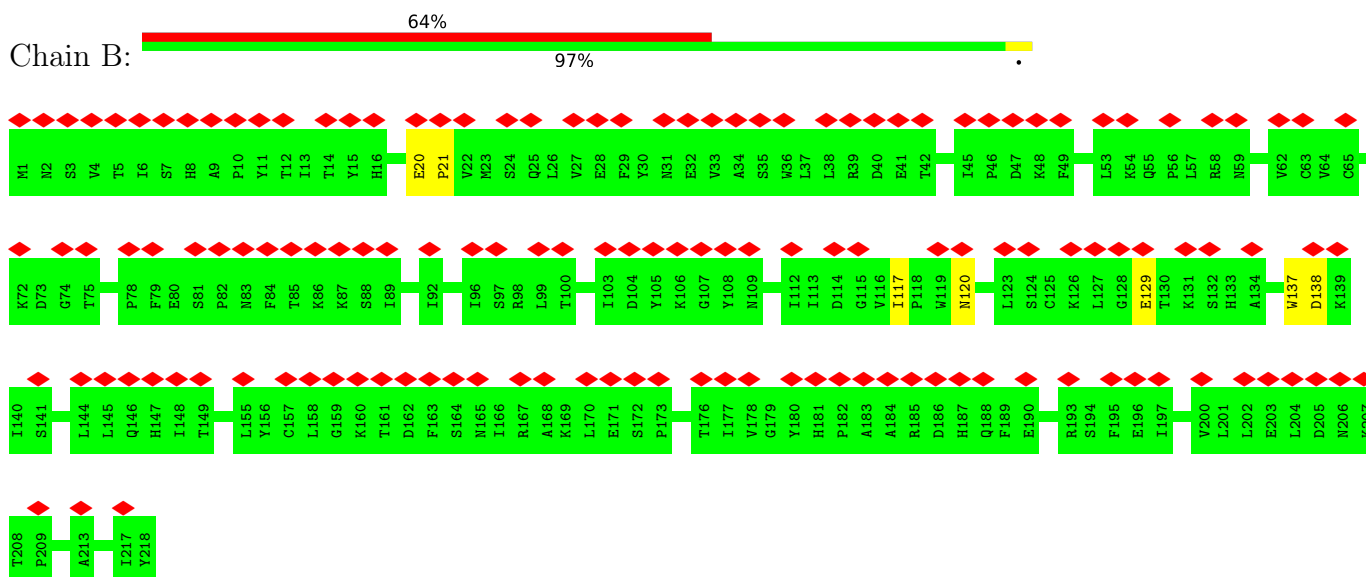 64%
Chain B:
97%
•
M1 N2 S3 V4 T5 I6 S7 H8 A9 P10 Y11 T12 I13 T14 Y15 H16 E20 P21 V22 M23 S24 Q25 L26 V27 E28 F29 Y30 N31 E32 V33 A34 S35 W36 L37 L38 R39 D40 E41 T42 I45 P46 D47 K48 F49 L53 K54 Q55 P56 L57 R58 N59 V62 C63 V64 C65
K72 D73 G74 T75 P78 F79 E80 S81 P82 N83 F84 T85 K86 K87 S88 I89 I92 I96 S97 R98 L99 T100 I103 D104 Y105 K106 G107 Y108 N109 I112 I113 D114 G115 V116 I117 P118 W119 N120 L123 S124 C125 K126 L127 G128 E129 T130 K131 S132 H133 A134 W137 D138 K139
I140 S141 L144 L145 Q146 H147 I148 T149 L155 Y156 C157 L158 G159 K160 T161 D162 F163 S164 N165 I166 R167 A168 K169 L170 E171 S172 P173 T176 I177 V178 G179 Y180 H181 P182 A183 A184 R185 D186 H187 Q188 F189 E190 R193 S194 F195 E196 I197 V200 L201 L202 E203 L204 D205 N206 K207
T208 P209 A213 I217 Y218